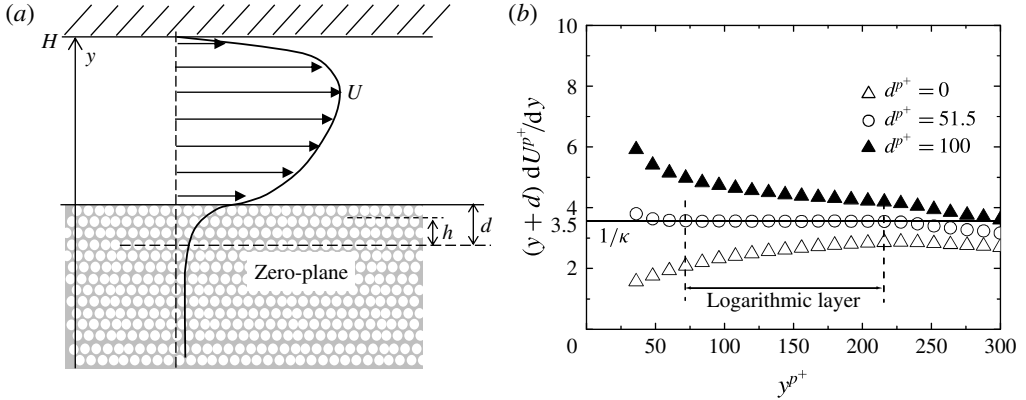 (a)
H
y
U
h
d
Zero-plane
(b)
(y + d) dU^{p+}/dy
10
8
6
4
3.5
2
0
1/κ
d^{p+} = 0
d^{p+} = 51.5
d^{p+} = 100
Logarithmic layer
50 100 150 200 250 300
y^{p+}